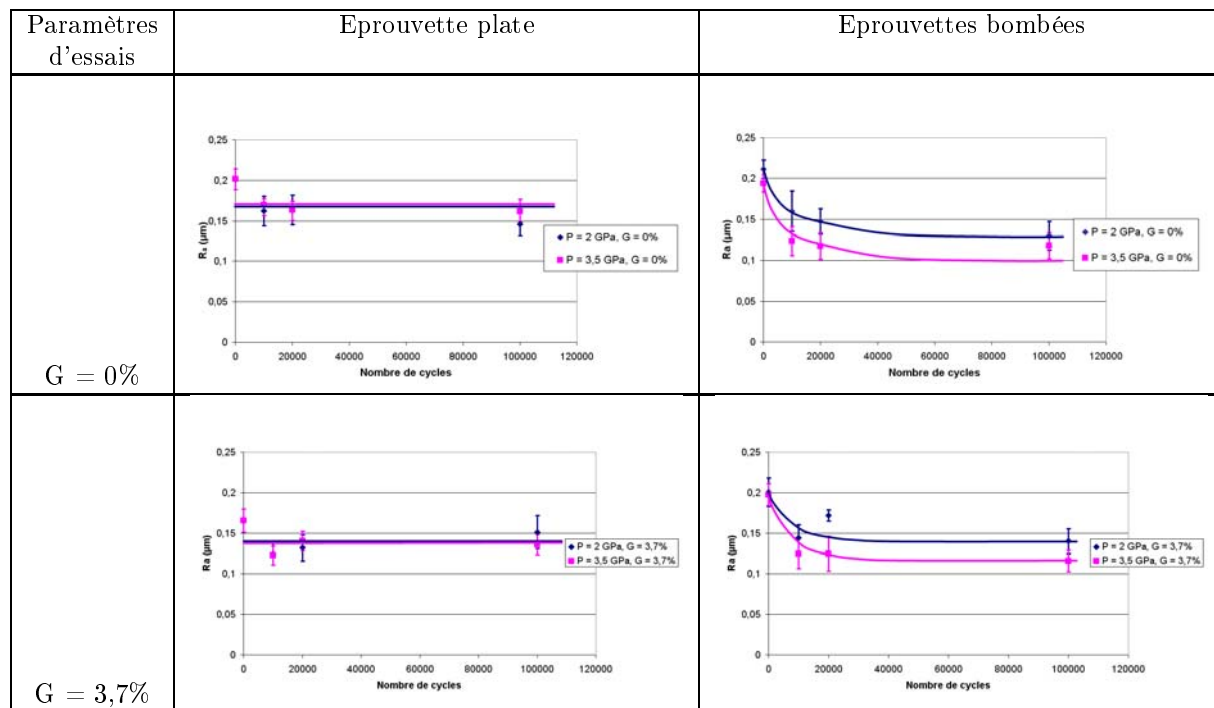 Paramètres
d'essais
Eprouvette plate
Eprouvettes bombées
G = 0%
0,25
0,2
0,15
0,1
0,05
0
Rₐ (µm)
0 20000 40000 60000 80000 100000 120000
Nombre de cycles
P = 2 GPa, G = 0%
P = 3,5 GPa, G = 0%
0,25
0,2
0,15
0,1
0,05
0
Ra (µm)
0 20000 40000 60000 80000 100000 120000
Nombre de cycles
P = 2 GPa, G = 0%
P = 3,5 GPa, G = 0%
G = 3,7%
0,25
0,2
0,15
0,1
0,05
0
Ra (µm)
0 20000 40000 60000 80000 100000 120000
Nombre de cycles
P = 2 GPa, G = 3,7%
P = 3,5 GPa, G = 3,7%
0,25
0,2
0,15
0,1
0,05
0
Ra (µm)
0 20000 40000 60000 80000 100000 120000
Nombre de cycles
P = 2 GPa, G = 3,7%
P = 3,5 GPa, G = 3,7%